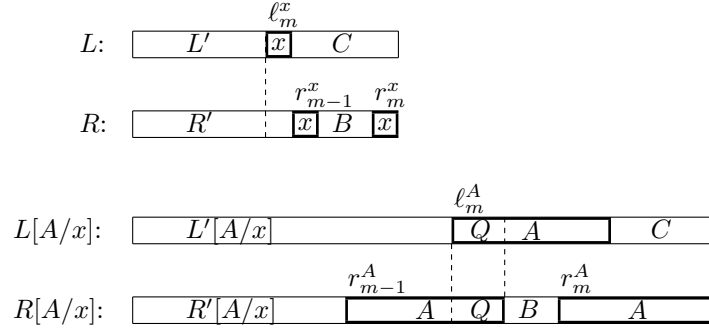 ℓ_m^x
L: L′ x C
r_{m−1}^x r_m^x
R: R′ x B x
ℓ_m^A
L[A/x]: L′[A/x] Q A C
r_{m−1}^A r_m^A
R[A/x]: R′[A/x] A Q B A